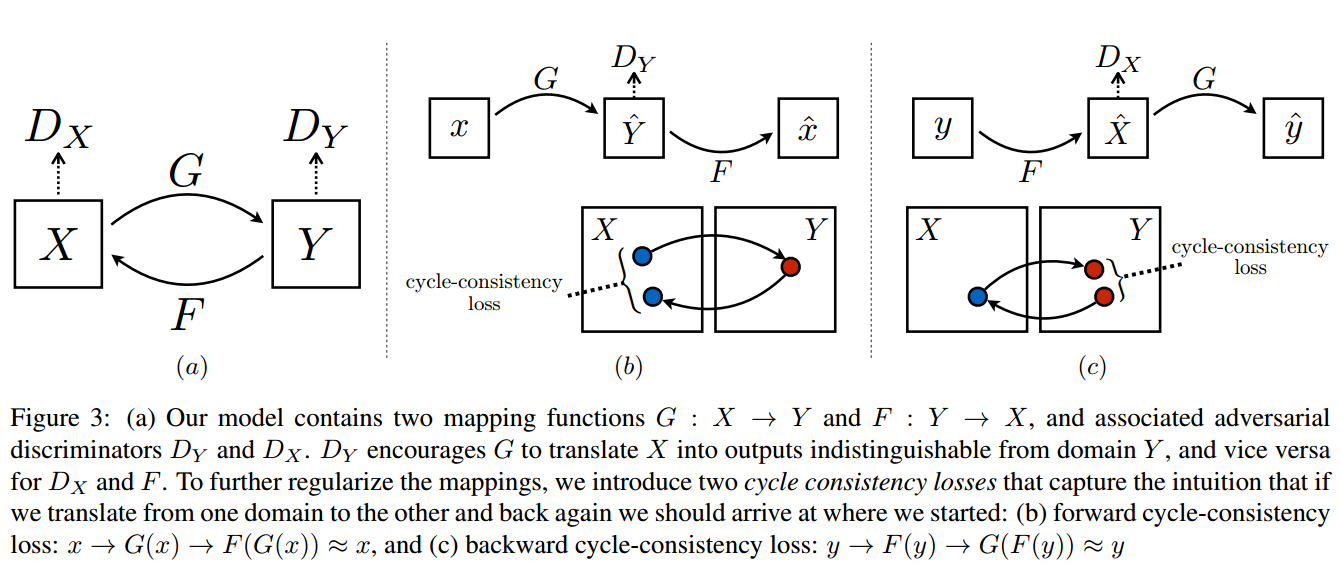 D_X
D_Y
G
X
Y
F
(a)
D_Y
G
x
Ŷ
x̂
F
X
Y
cycle-consistency
loss
(b)
D_X
G
y
X̂
ŷ
F
X
Y
cycle-consistency
loss
(c)
Figure 3: (a) Our model contains two mapping functions G : X → Y and F : Y → X, and associated adversarial
discriminators D_Y and D_X. D_Y encourages G to translate X into outputs indistinguishable from domain Y, and vice versa
for D_X and F. To further regularize the mappings, we introduce two cycle consistency losses that capture the intuition that if
we translate from one domain to the other and back again we should arrive at where we started: (b) forward cycle-consistency
loss: x → G(x) → F(G(x)) ≈ x, and (c) backward cycle-consistency loss: y → F(y) → G(F(y)) ≈ y